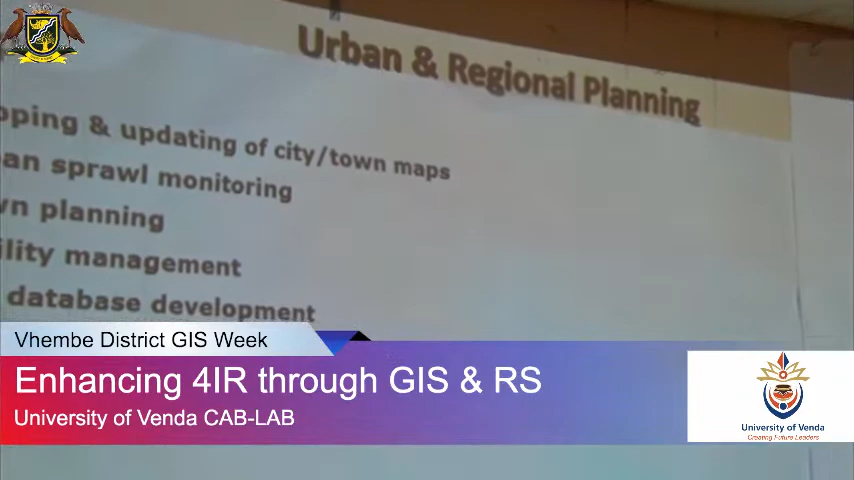 Urban & Regional Planning
pping & updating of city/town maps
an sprawl monitoring
wn planning
ility management
database development
Vhembe District GIS Week
Enhancing 4IR through GIS & RS
University of Venda CAB-LAB
University of Venda
Creating Future Leaders